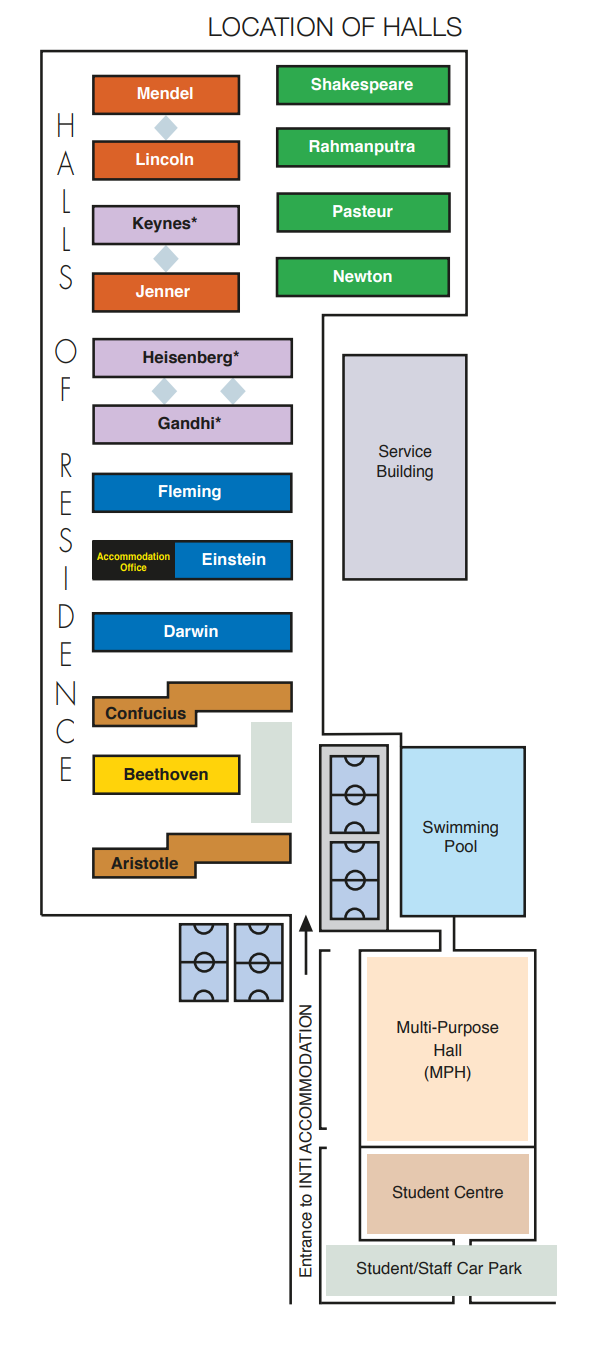 LOCATION OF HALLS
HALLS OF RESIDENCE
Mendel
Lincoln
Keynes*
Jenner
Shakespeare
Rahmanputra
Pasteur
Newton
Heisenberg*
Gandhi*
Fleming
Accommodation
Office
Einstein
Darwin
Confucius
Beethoven
Aristotle
Service
Building
Swimming
Pool
Entrance to INTI ACCOMMODATION
Multi-Purpose
Hall
(MPH)
Student Centre
Student/Staff Car Park